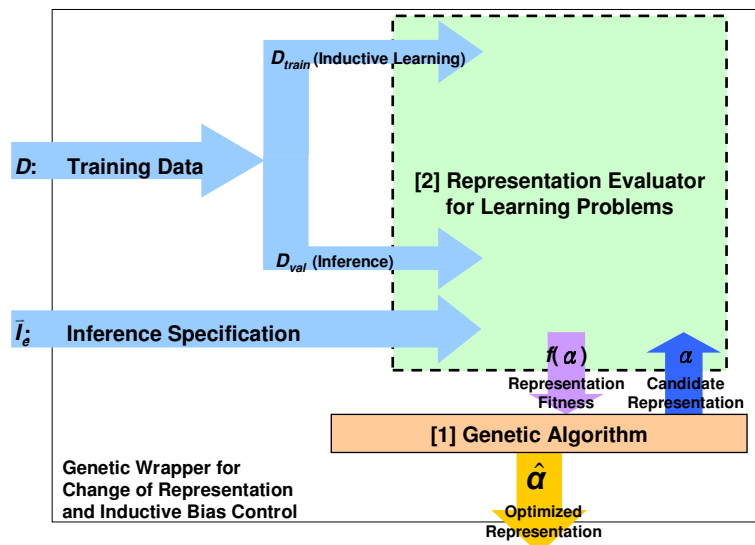 D_train (Inductive Learning)
D: Training Data
[2] Representation Evaluator
for Learning Problems
D_val (Inference)
I⃗_e: Inference Specification
f(α)
Representation
Fitness
α
Candidate
Representation
[1] Genetic Algorithm
Genetic Wrapper for
Change of Representation
and Inductive Bias Control
α̂
Optimized
Representation